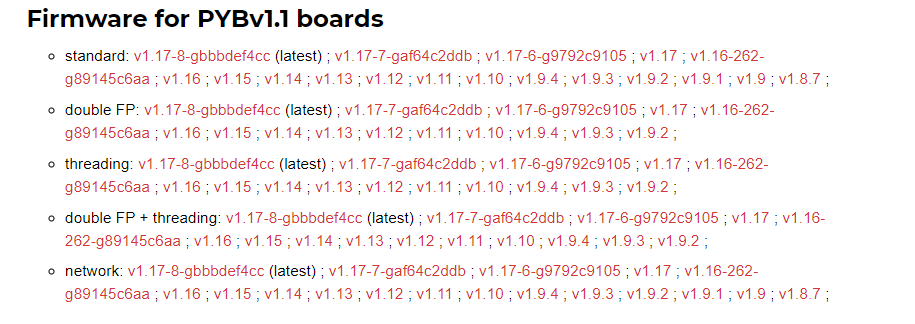 Firmware for PYBv1.1 boards
standard: v1.17-8-gbbbdef4cc (latest) ; v1.17-7-gaf64c2ddb ; v1.17-6-g9792c9105 ; v1.17 ; v1.16-262-
g89145c6aa ; v1.16 ; v1.15 ; v1.14 ; v1.13 ; v1.12 ; v1.11 ; v1.10 ; v1.9.4 ; v1.9.3 ; v1.9.2 ; v1.9.1 ; v1.9 ; v1.8.7 ;
double FP: v1.17-8-gbbbdef4cc (latest) ; v1.17-7-gaf64c2ddb ; v1.17-6-g9792c9105 ; v1.17 ; v1.16-262-
g89145c6aa ; v1.16 ; v1.15 ; v1.14 ; v1.13 ; v1.12 ; v1.11 ; v1.10 ; v1.9.4 ; v1.9.3 ; v1.9.2 ;
threading: v1.17-8-gbbbdef4cc (latest) ; v1.17-7-gaf64c2ddb ; v1.17-6-g9792c9105 ; v1.17 ; v1.16-262-
g89145c6aa ; v1.16 ; v1.15 ; v1.14 ; v1.13 ; v1.12 ; v1.11 ; v1.10 ; v1.9.4 ; v1.9.3 ; v1.9.2 ;
double FP + threading: v1.17-8-gbbbdef4cc (latest) ; v1.17-7-gaf64c2ddb ; v1.17-6-g9792c9105 ; v1.17 ; v1.16-
262-g89145c6aa ; v1.16 ; v1.15 ; v1.14 ; v1.13 ; v1.12 ; v1.11 ; v1.10 ; v1.9.4 ; v1.9.3 ; v1.9.2 ;
network: v1.17-8-gbbbdef4cc (latest) ; v1.17-7-gaf64c2ddb ; v1.17-6-g9792c9105 ; v1.17 ; v1.16-262-
g89145c6aa ; v1.16 ; v1.15 ; v1.14 ; v1.13 ; v1.12 ; v1.11 ; v1.10 ; v1.9.4 ; v1.9.3 ; v1.9.2 ; v1.9.1 ; v1.9 ; v1.8.7 ;